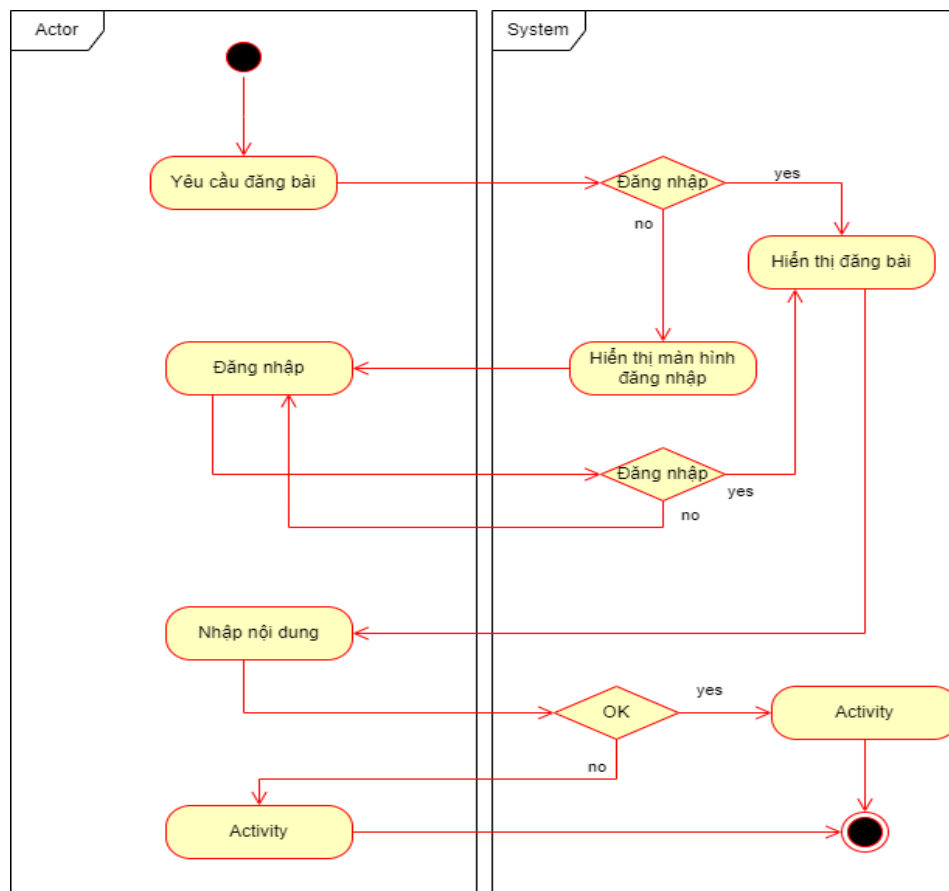 Actor
System
Yêu cầu đăng bài
Đăng nhập
yes
no
Hiển thị đăng bài
Đăng nhập
Hiển thị màn hình
đăng nhập
Đăng nhập
yes
no
Nhập nội dung
OK
yes
Activity
no
Activity